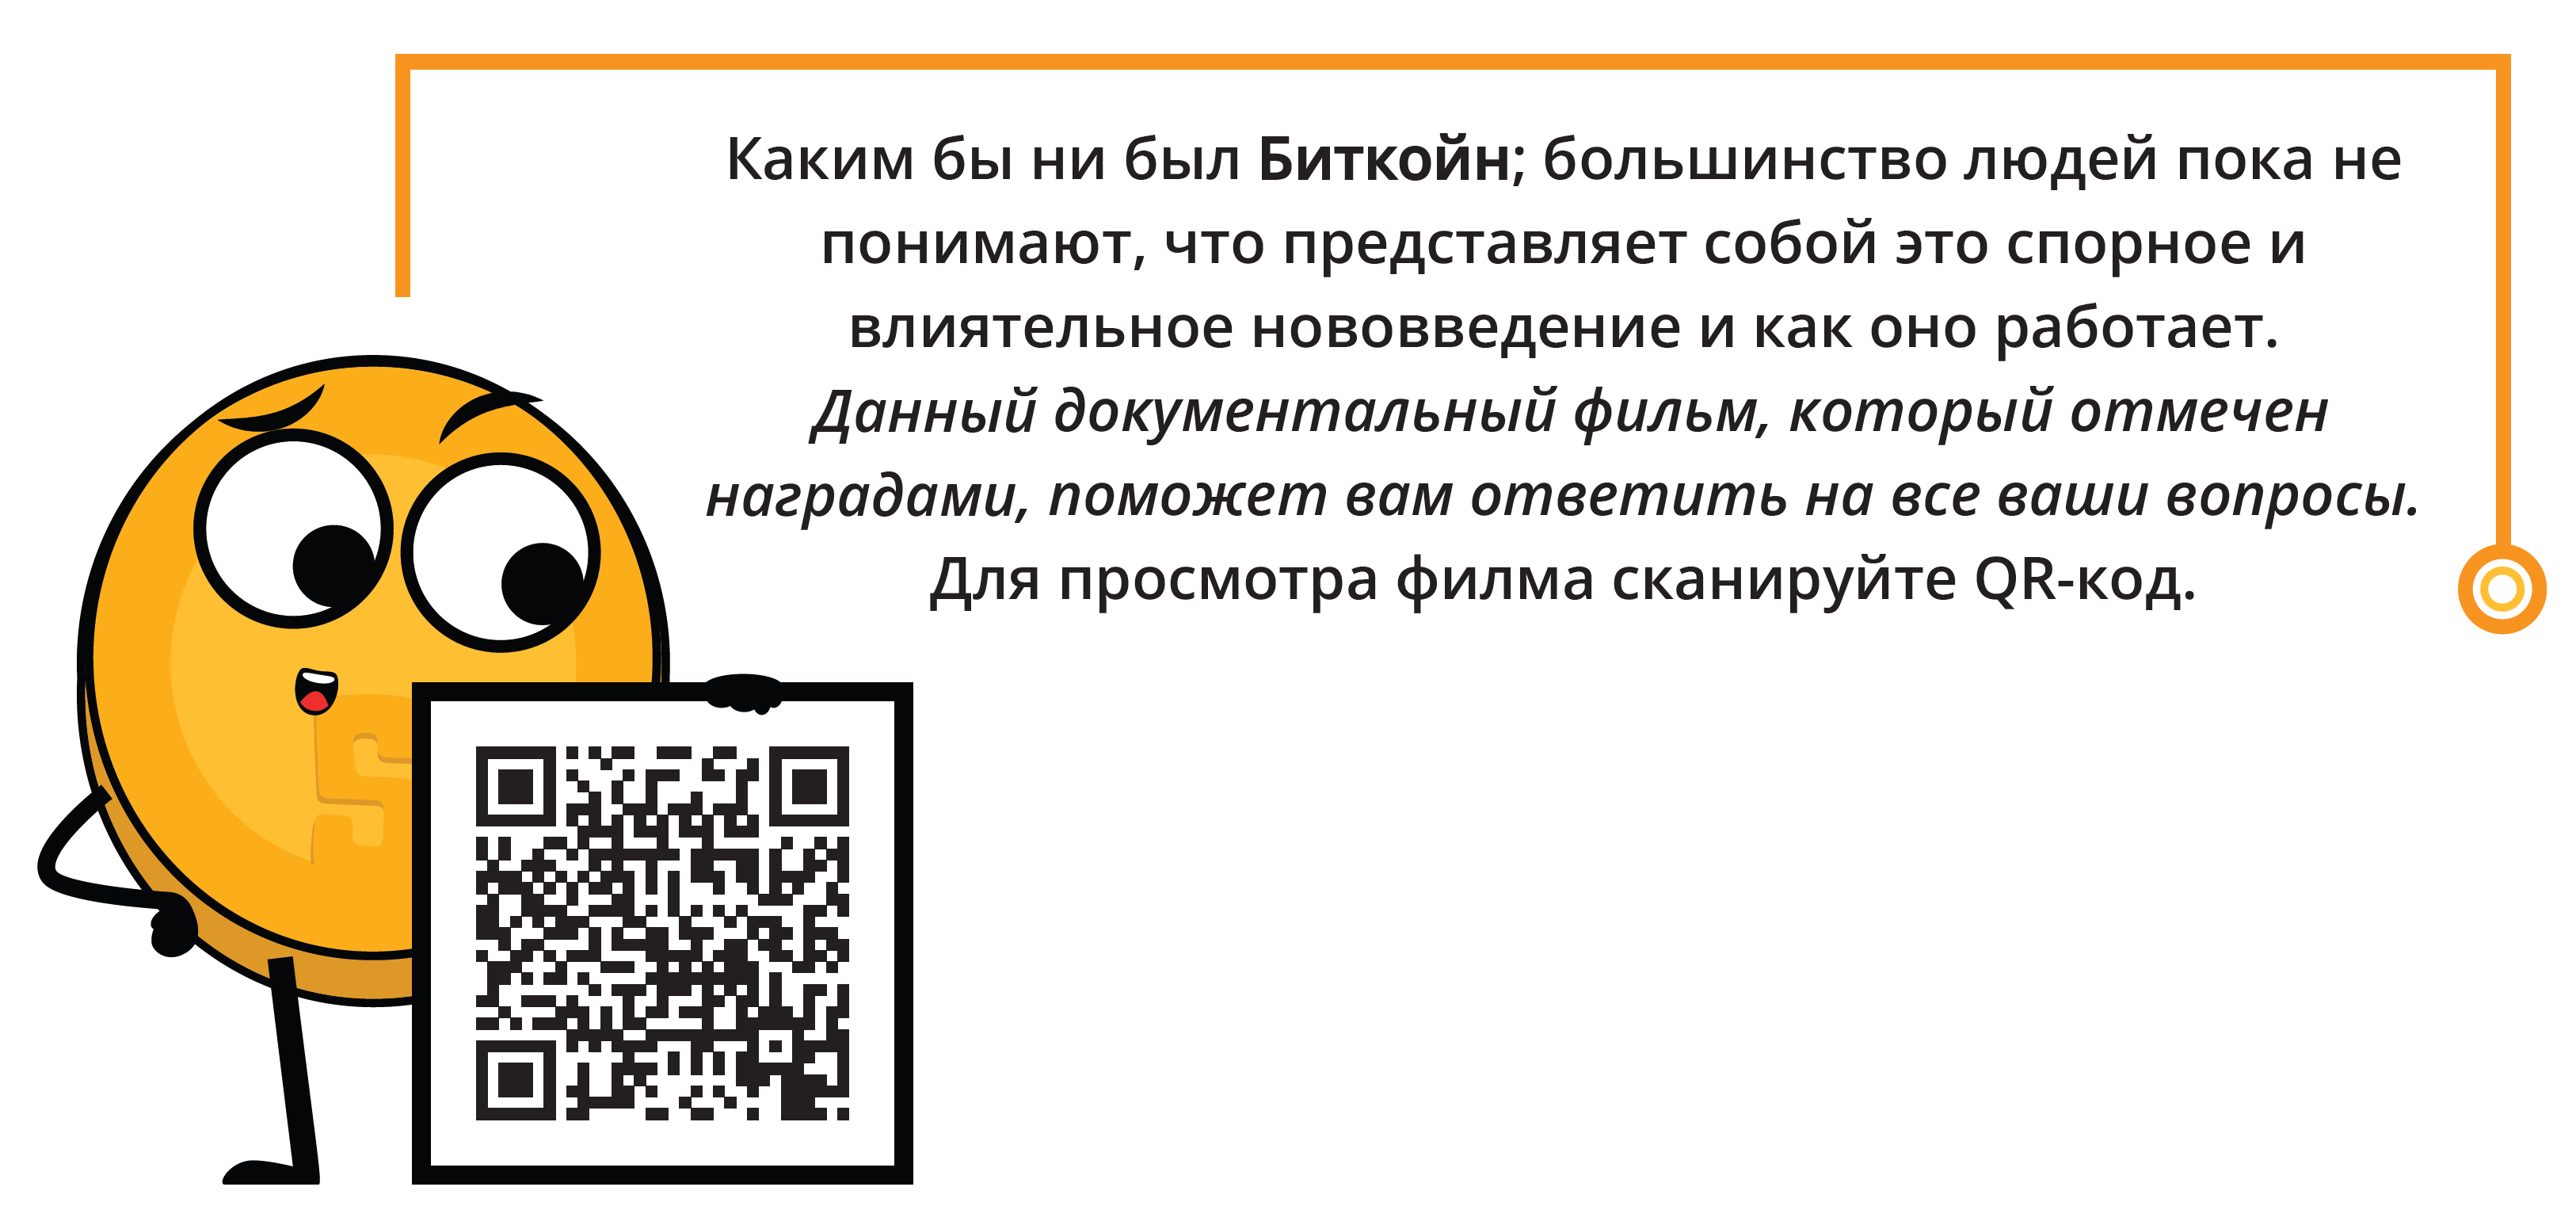 Каким бы ни был Биткойн; большинство людей пока не
понимают, что представляет собой это спорное и
влиятельное нововведение и как оно работает.
Данный документальный фильм, который отмечен
наградами, поможет вам ответить на все ваши вопросы.
Для просмотра филма сканируйте QR-код.